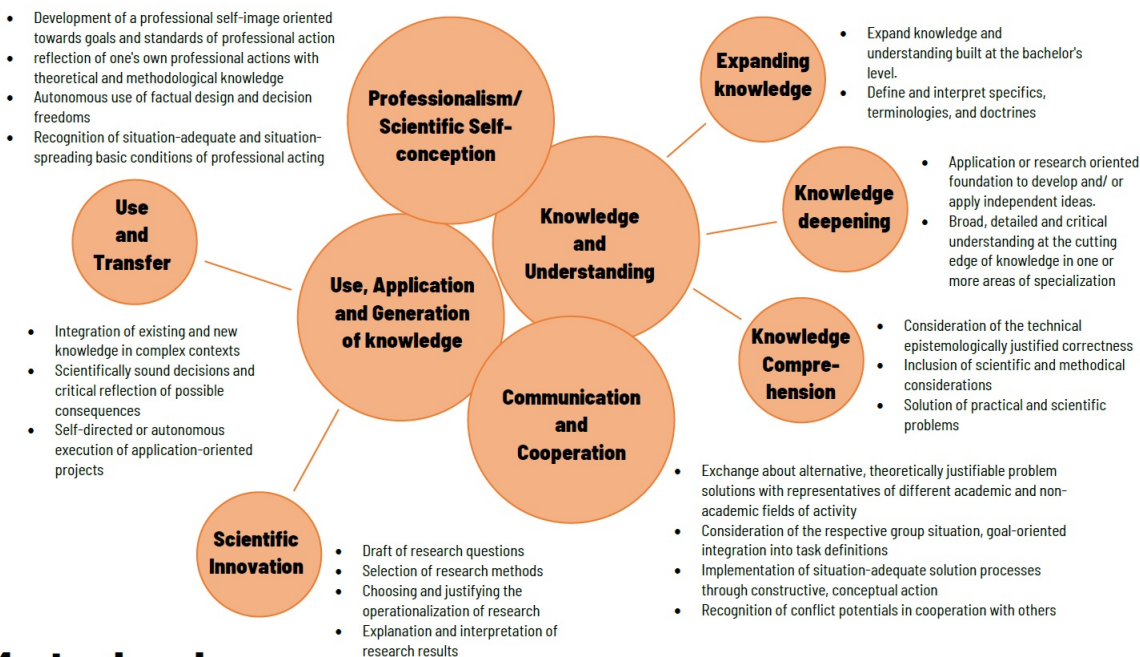 • Development of a professional self-image oriented
towards goals and standards of professional action
• reflection of one's own professional actions with
theoretical and methodological knowledge
• Autonomous use of factual design and decision
freedoms
• Recognition of situation-adequate and situation-
spreading basic conditions of professional acting
Professionalism/
Scientific Self-
conception
Expanding
knowledge
• Expand knowledge and
understanding built at the bachelor's
level.
• Define and interpret specifics,
terminologies, and doctrines
Knowledge
and
Understanding
Knowledge
deepening
• Application or research oriented
foundation to develop and/ or
apply independent ideas.
• Broad, detailed and critical
understanding at the cutting
edge of knowledge in one or
more areas of specialization
Knowledge
Compre-
hension
• Consideration of the technical
epistemologically justified correctness
• Inclusion of scientific and methodical
considerations
• Solution of practical and scientific
problems
Use
and
Transfer
Use, Application
and Generation
of knowledge
• Integration of existing and new
knowledge in complex contexts
• Scientifically sound decisions and
critical reflection of possible
consequences
• Self-directed or autonomous
execution of application-oriented
projects
Communication
and
Cooperation
• Exchange about alternative, theoretically justifiable problem
solutions with representatives of different academic and non-
academic fields of activity
• Consideration of the respective group situation, goal-oriented
integration into task definitions
• Implementation of situation-adequate solution processes
through constructive, conceptual action
• Recognition of conflict potentials in cooperation with others
Scientific
Innovation
• Draft of research questions
• Selection of research methods
• Choosing and justifying the
operationalization of research
• Explanation and interpretation of
research results